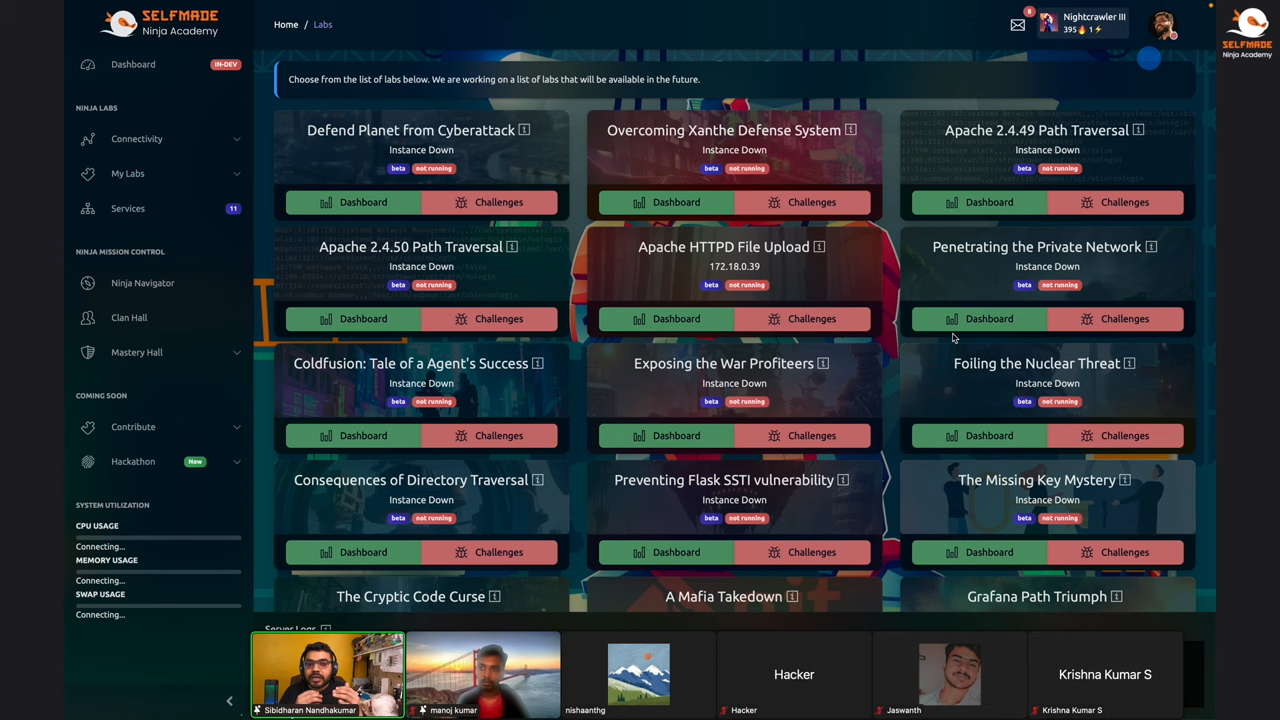 SELFMADE
Ninja Academy
Home / Labs
8
Nightcrawler III
395 1
SELFMADE
Ninja Academy
Dashboard
IN-DEV
NINJA LABS
Connectivity
My Labs
Services
11
NINJA MISSION CONTROL
Ninja Navigator
Clan Hall
Mastery Hall
COMING SOON
Contribute
Hackathon
New
SYSTEM UTILIZATION
CPU USAGE
Connecting...
MEMORY USAGE
Connecting...
SWAP USAGE
Connecting...
Choose from the list of labs below. We are working on a list of labs that will be available in the future.
Defend Planet from Cyberattack
Instance Down
beta not running
Dashboard Challenges
Overcoming Xanthe Defense System
Instance Down
beta not running
Dashboard Challenges
Apache 2.4.49 Path Traversal
Instance Down
beta not running
Dashboard Challenges
Apache 2.4.50 Path Traversal
Instance Down
beta not running
Dashboard Challenges
Apache HTTPD File Upload
172.18.0.39
beta not running
Dashboard Challenges
Penetrating the Private Network
Instance Down
beta not running
Dashboard Challenges
Coldfusion: Tale of a Agent's Success
Instance Down
beta not running
Dashboard Challenges
Exposing the War Profiteers
Instance Down
beta not running
Dashboard Challenges
Foiling the Nuclear Threat
Instance Down
beta not running
Dashboard Challenges
Consequences of Directory Traversal
Instance Down
beta not running
Dashboard Challenges
Preventing Flask SSTI vulnerability
Instance Down
beta not running
Dashboard Challenges
The Missing Key Mystery
Instance Down
beta not running
Dashboard Challenges
The Cryptic Code Curse
A Mafia Takedown
Grafana Path Triumph
Server Logs
Sibidharan Nandhakumar
manoj kumar
nishaanthg
Hacker
Hacker
Jaswanth
Krishna Kumar S
Krishna Kumar S